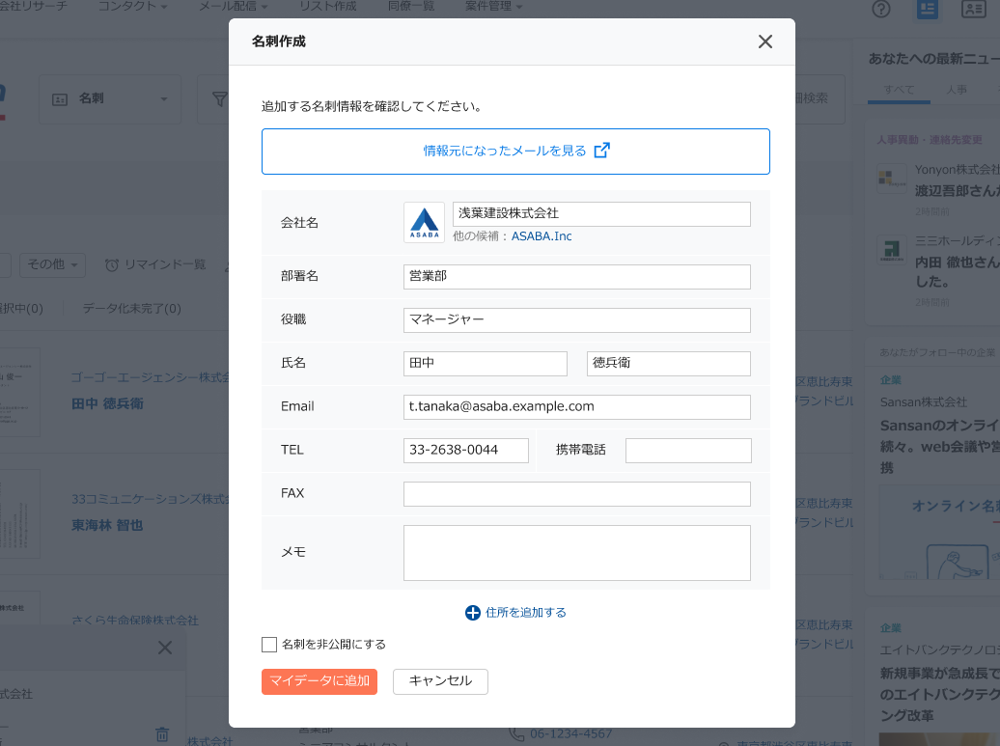 会社リサーチ
コンタクト
メール配信
リスト作成
同僚一覧
案件管理
名刺
細検索
その他
リマインド一覧
選択中(0)
データ化未完了(0)
ゴーゴーエージェンシー株式会
田中 徳兵衛
33コミュニケーションズ株式会
東海林 智也
さくら生命保険株式会社
式会社
名刺作成
追加する名刺情報を確認してください。
情報元になったメールを見る
会社名
ASABA
浅葉建設株式会社
他の候補：ASABA.Inc
部署名
営業部
役職
マネージャー
氏名
田中
徳兵衛
Email
t.tanaka@asaba.example.com
TEL
33-2638-0044
携帯電話
FAX
メモ
住所を追加する
名刺を非公開にする
マイデータに追加
キャンセル
営業部
06-1234-4567
株式会社
区恵比寿東
グランドビル
区恵比寿東
グランドビル
区恵比寿東
グランドビル
あなたへの最新ニュー
すべて
人事
人事異動・連絡先変更
Yonyon株式会社
渡辺吾郎さんが
2時間前
三三ホールディン
内田 徹也さん
した。
2時間前
あなたがフォロー中の企業
企業
Sansan株式会社
Sansanのオンライ
続々。web会議や営
携
オンライン名刺
企業
エイトバンクテクノロジ
新規事業が急成長で
のエイトバンクテク
ング改革